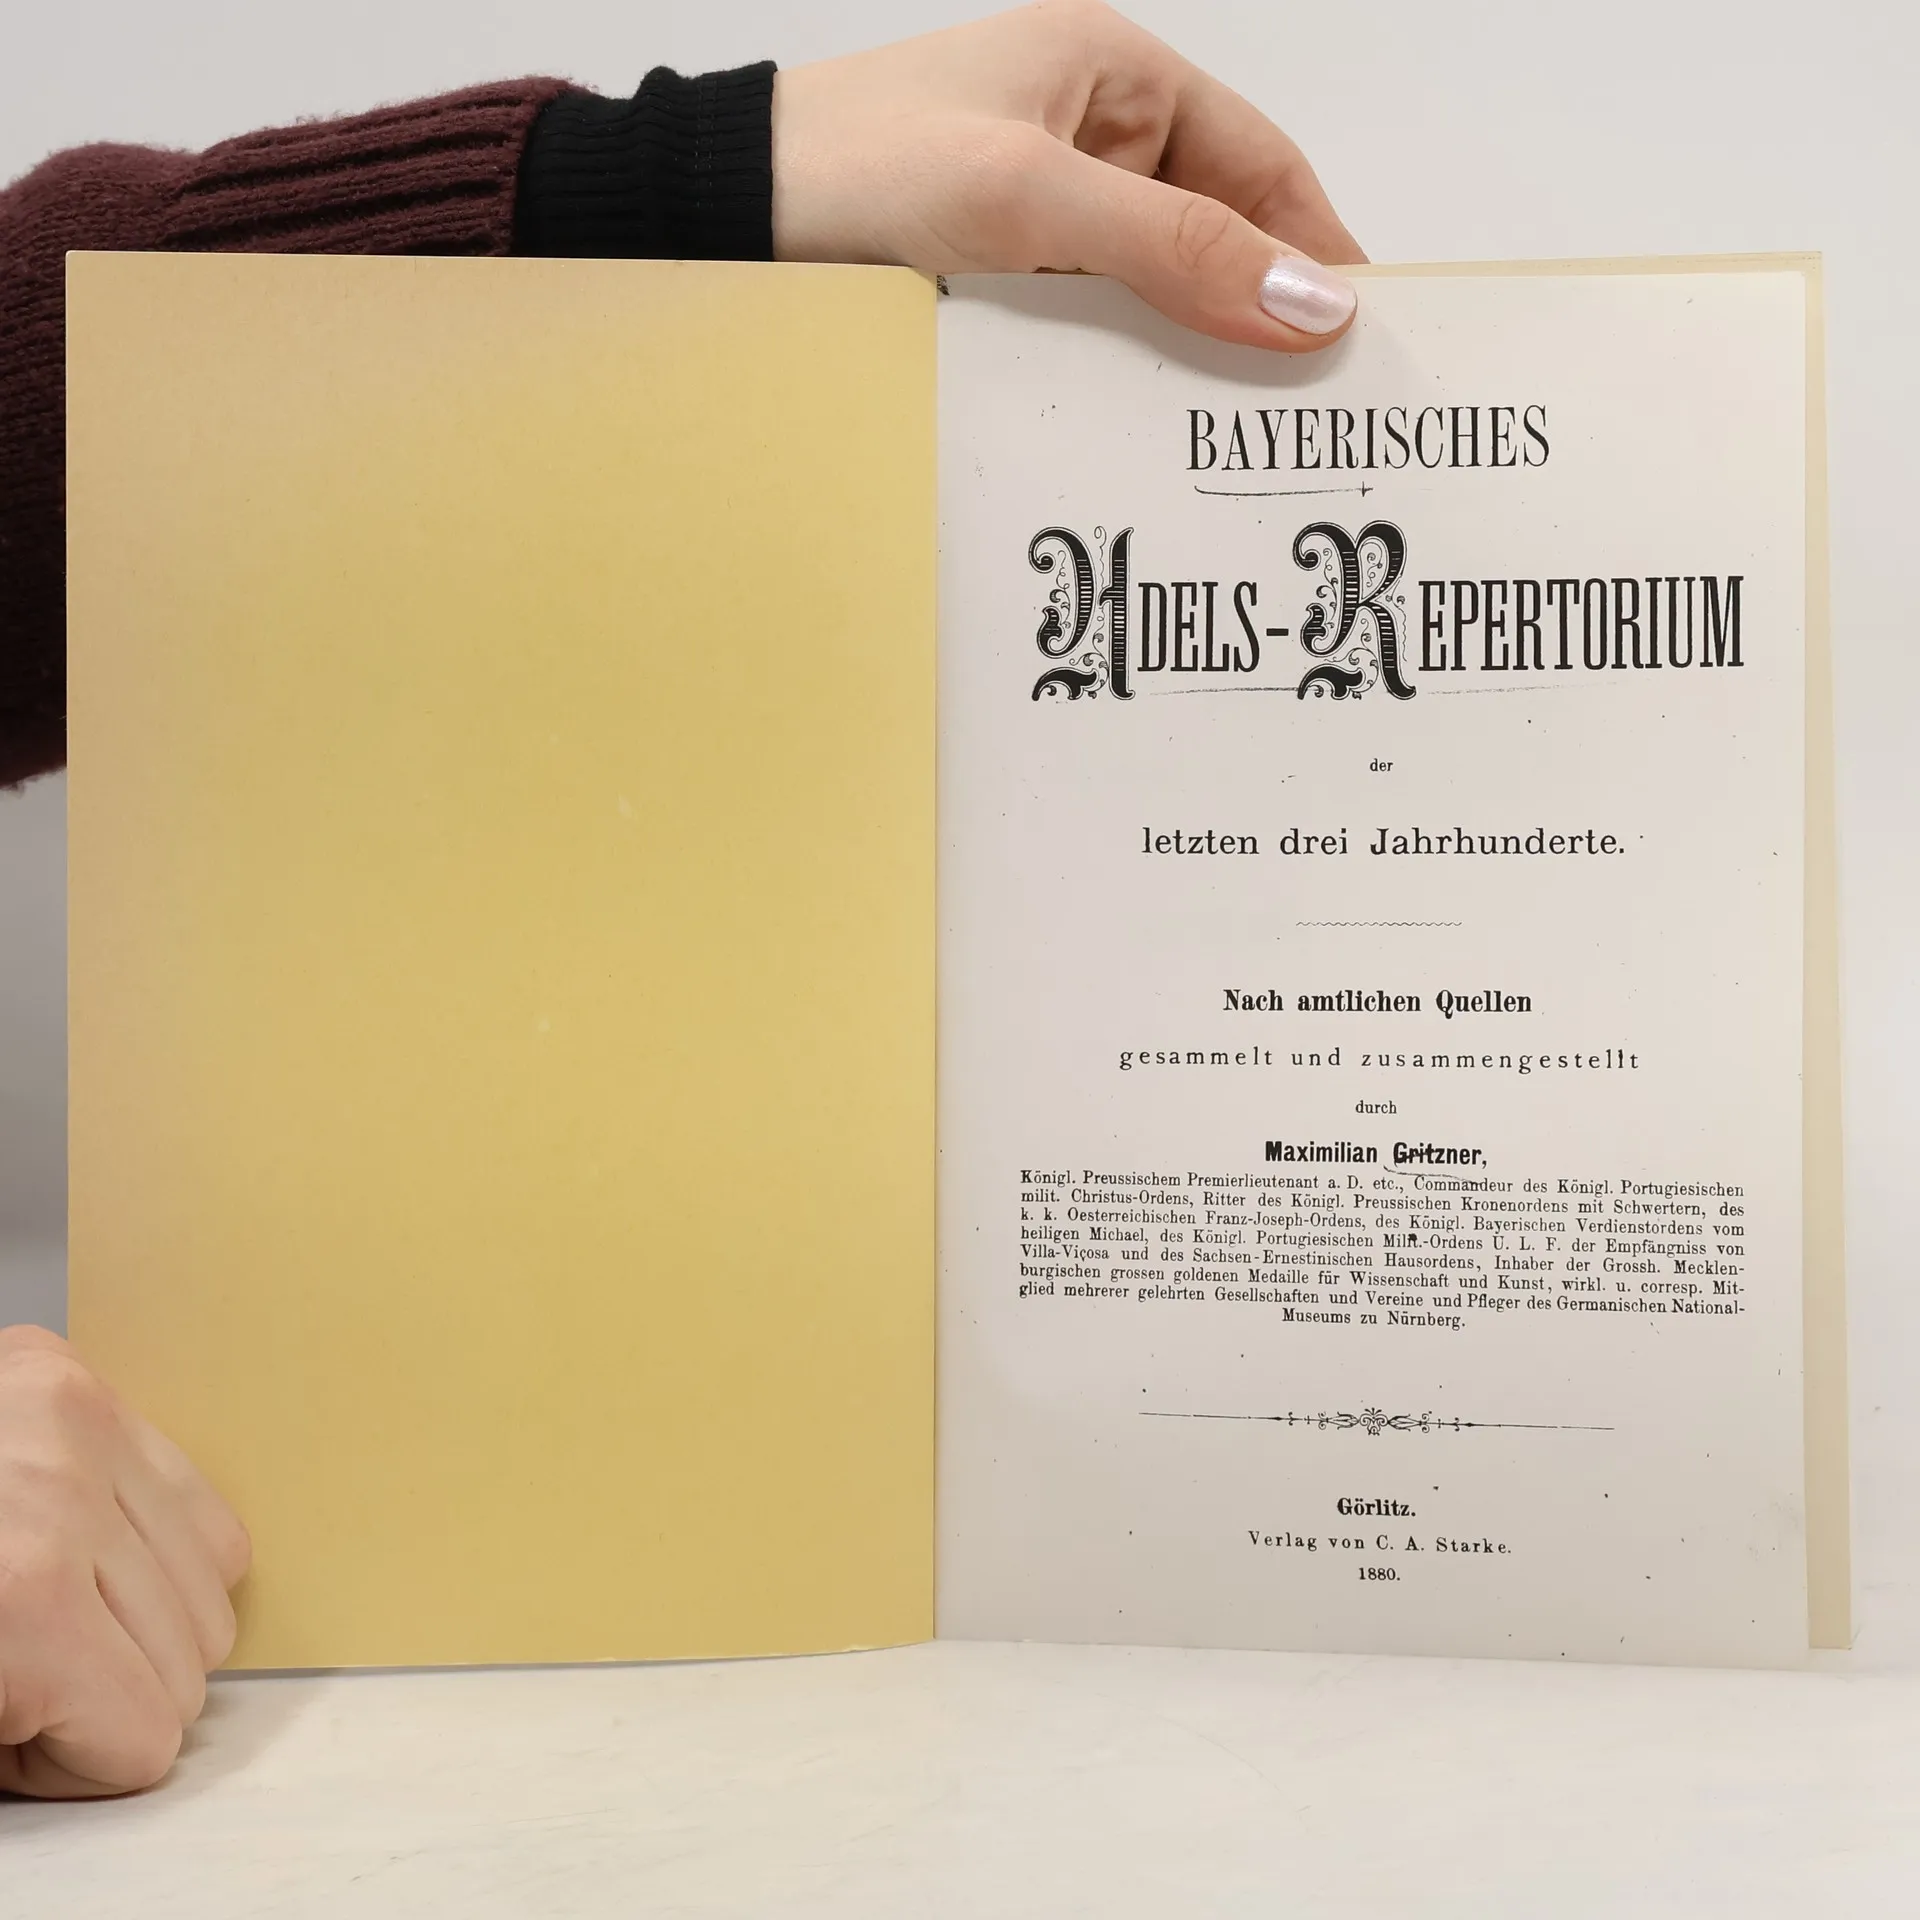 BAYERISCHES
ADELS-REPERTORIUM
der
letzten drei Jahrhunderte.
Nach amtlichen Quellen
gesammelt und zusammengestellt
durch
Maximilian Gritzner,
Königl. Preussischem Premierlieutenant a. D. etc., Commandeur des Königl. Portugiesischen
milit. Christus-Ordens, Ritter des Königl. Preussischen Kronenordens mit Schwertern, des
k. k. Oesterreichischen Franz-Joseph-Ordens, des Königl. Bayerischen Verdienstordens vom
heiligen Michael, des Königl. Portugiesischen Milit.-Ordens U. L. F. der Empfängniss von
Villa-Viçosa und des Sachsen-Ernestinischen Hausordens, Inhaber der Grossh. Mecklen-
burgischen grossen goldenen Medaille für Wissenschaft und Kunst, wirkl. u. corresp. Mit-
glied mehrerer gelehrten Gesellschaften und Vereine und Pfleger des Germanischen National-
Museums zu Nürnberg.
Görlitz.
Verlag von C. A. Starke.
1880.